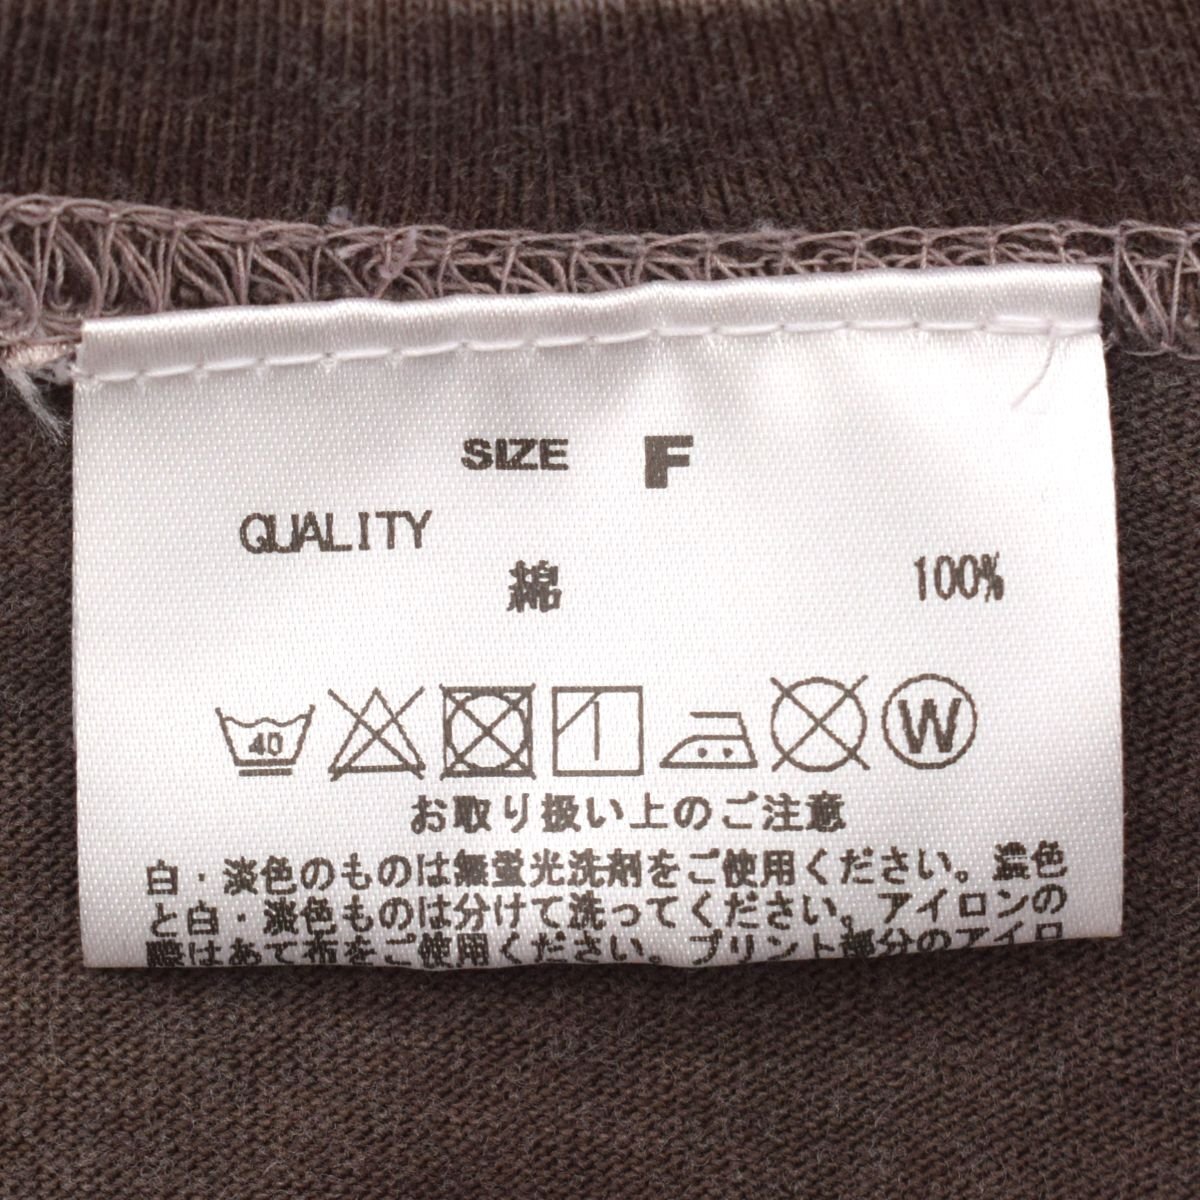 SIZE F
QUALITY
綿 100%
40 W
お取り扱い上のご注意
白・淡色のものは無蛍光洗剤をご使用ください。濃色
と白・淡色ものは分けて洗ってください。アイロンの
際はあて布をご使用ください。プリント部分のアイロ